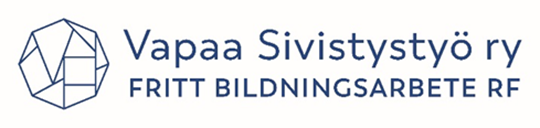 Vapaa Sivistystyö ry
FRITT BILDNINGSARBETE RF